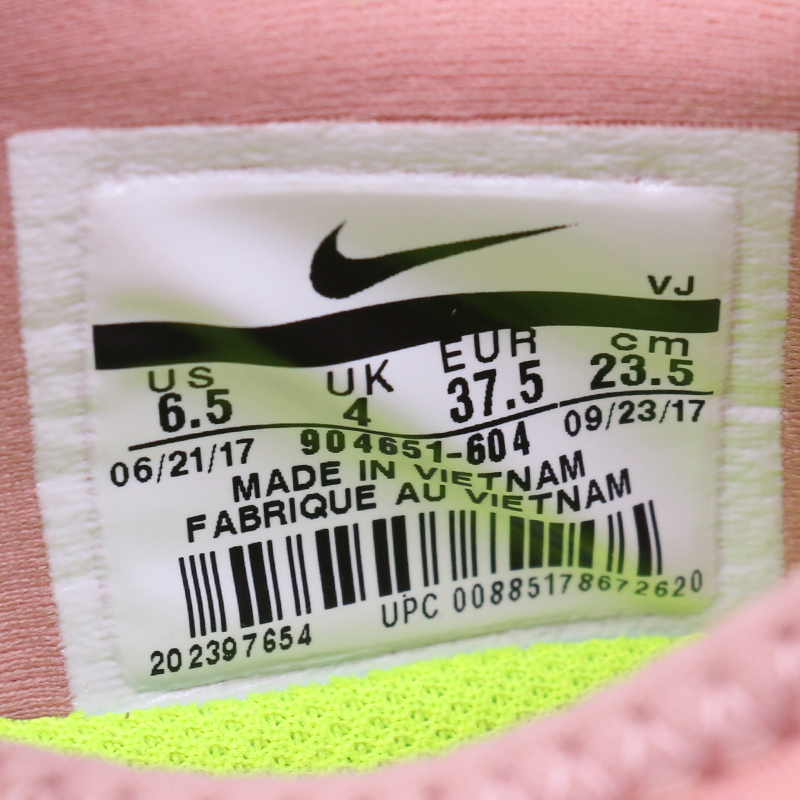 VJ
US UK EUR cm
6.5 4 37.5 23.5
06/21/17 904651-604 09/23/17
MADE IN VIETNAM
FABRIQUE AU VIETNAM
UPC 00885178672620
202397654